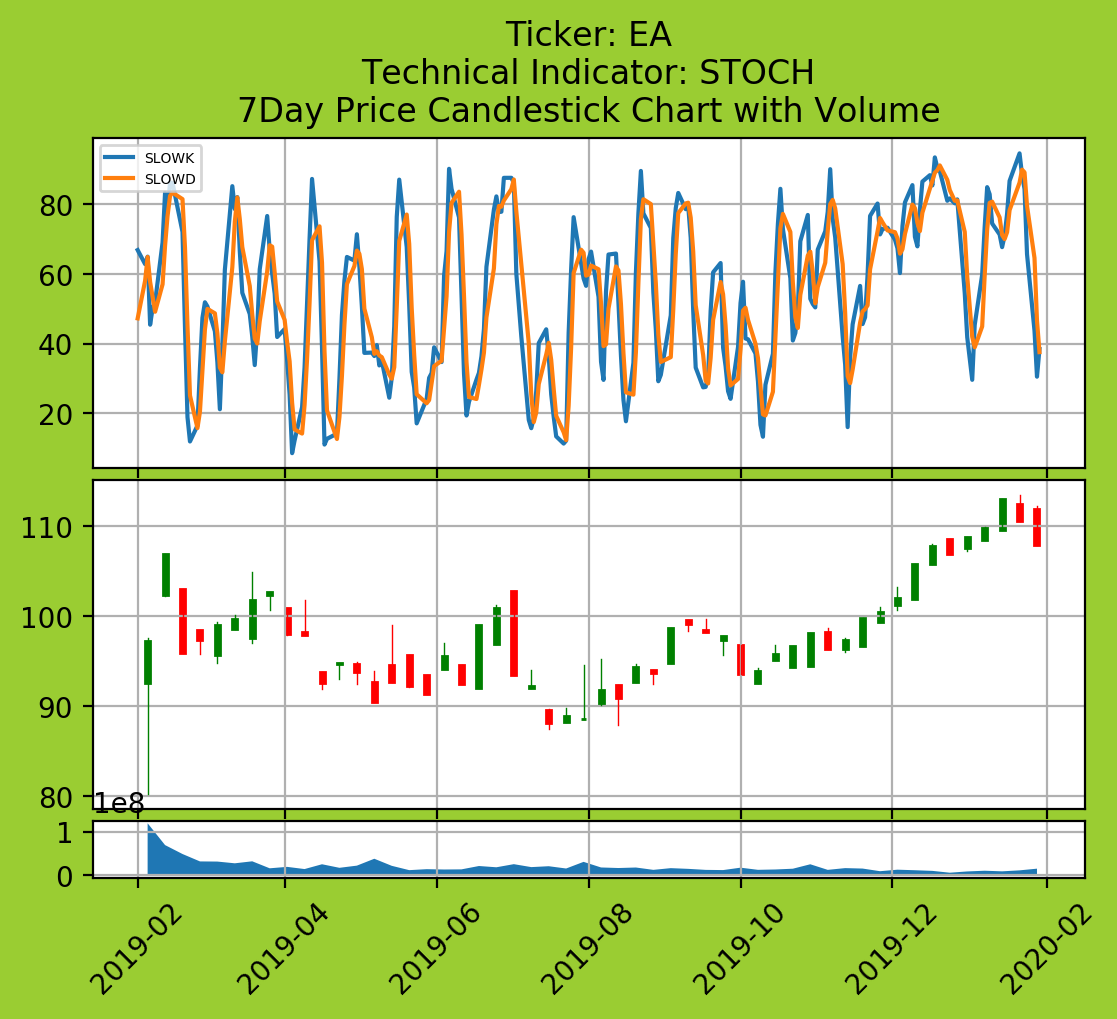 Ticker: EA
Technical Indicator: STOCH
7Day Price Candlestick Chart with Volume
SLOWK
SLOWD
80
60
40
20
110
100
90
80
1e8
1
0
2019-02
2019-04
2019-06
2019-08
2019-10
2019-12
2020-02